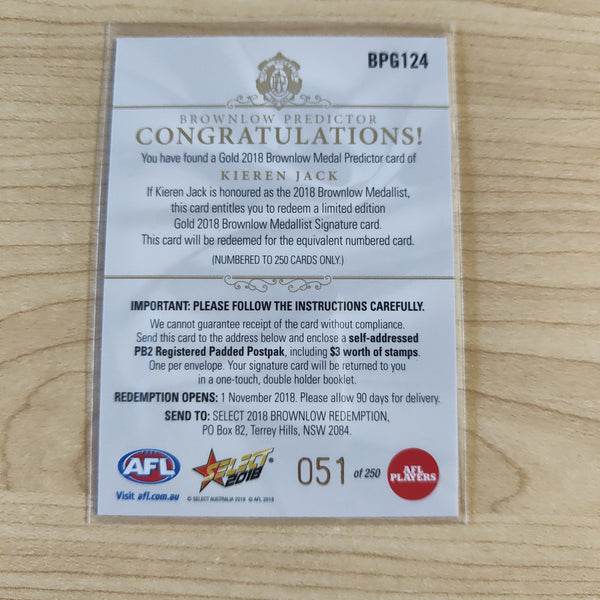 BPG124
BROWNLOW PREDICTOR
CONGRATULATIONS!
You have found a Gold 2018 Brownlow Medal Predictor card of
KIEREN JACK
If Kieren Jack is honoured as the 2018 Brownlow Medallist,
this card entitles you to redeem a limited edition
Gold 2018 Brownlow Medallist Signature card.
This card will be redeemed for the equivalent numbered card.
(NUMBERED TO 250 CARDS ONLY.)
IMPORTANT: PLEASE FOLLOW THE INSTRUCTIONS CAREFULLY.
We cannot guarantee receipt of the card without compliance.
Send this card to the address below and enclose a self-addressed
PB2 Registered Padded Postpak, including $3 worth of stamps.
One per envelope. Your signature card will be returned to you
in a one-touch, double holder booklet.
REDEMPTION OPENS: 1 November 2018. Please allow 90 days for delivery.
SEND TO: SELECT 2018 BROWNLOW REDEMPTION,
PO Box 82, Terrey Hills, NSW 2084.
AFL
Visit afl.com.au
SELECT
2018
© SELECT AUSTRALIA 2018 © AFL 2018
051 of 250
AFL
PLAYERS